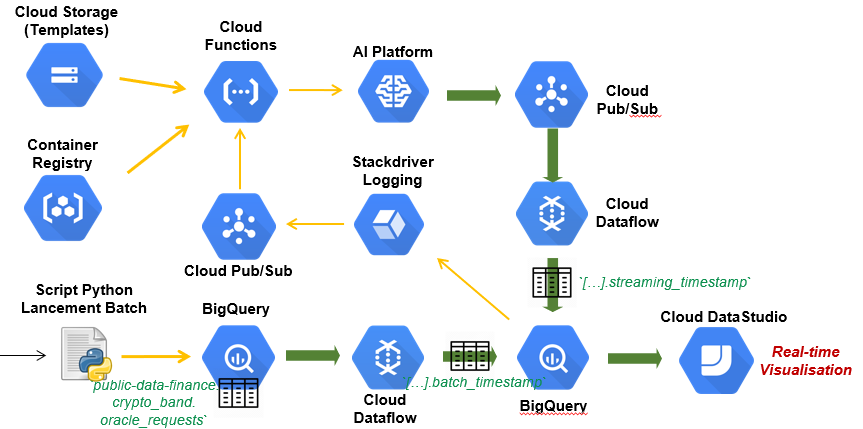 Cloud Storage
(Templates)
Cloud
Functions
AI Platform
Cloud
Pub/Sub
Container
Registry
Stackdriver
Logging
Cloud
Dataflow
Cloud Pub/Sub
`[…].streaming_timestamp`
Script Python
Lancement Batch
BigQuery
Cloud DataStudio
Real-time
Visualisation
public-data-finance.
crypto_band.
oracle_requests`
`[…].batch_timestamp`
Cloud
Dataflow
BigQuery